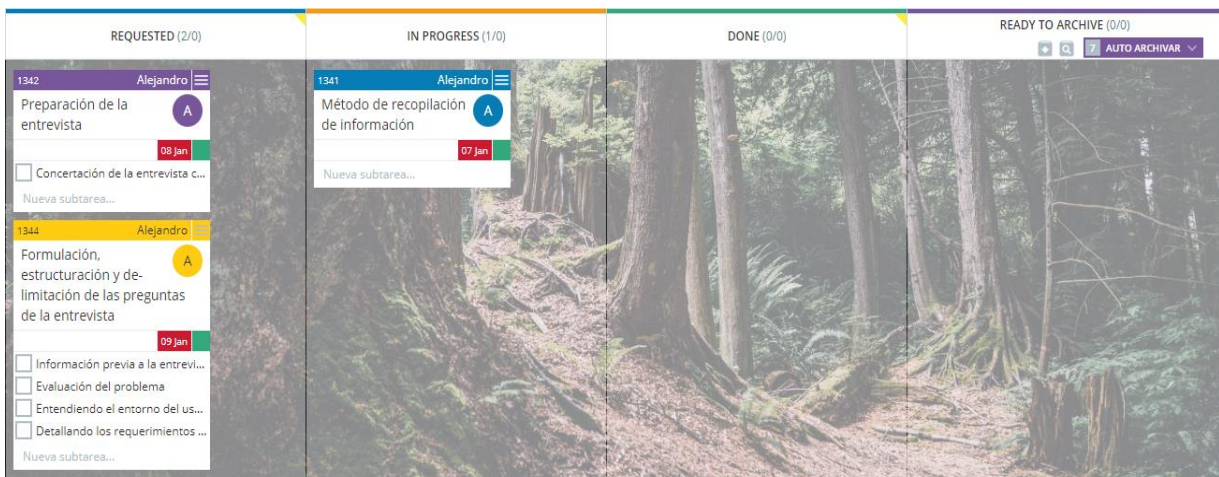 REQUESTED (2/0)
IN PROGRESS (1/0)
DONE (0/0)
READY TO ARCHIVE (0/0)
7 AUTO ARCHIVAR
1342 Alejandro
Preparación de la
entrevista
A
08 Jan
Concertación de la entrevista c...
Nueva subtarea...
1344 Alejandro
Formulación,
estructuración y de-
limitación de las preguntas
de la entrevista
A
09 Jan
Información previa a la entrevi...
Evaluación del problema
Entendiendo el entorno del us...
Detallando los requerimientos ...
Nueva subtarea...
1341 Alejandro
Método de recopilación
de información
A
07 Jan
Nueva subtarea...